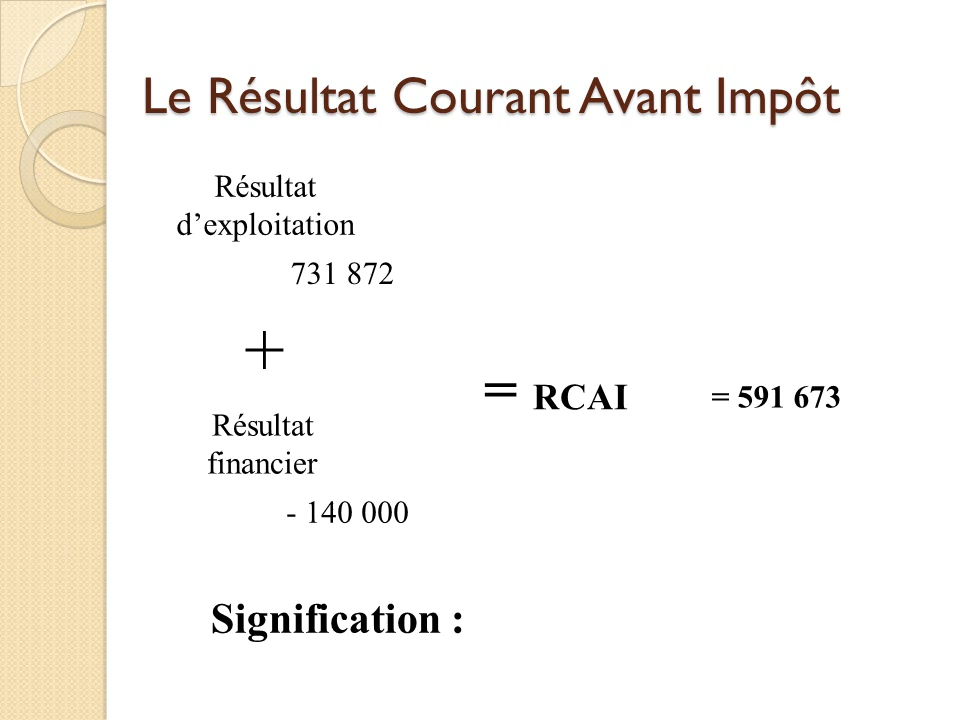 Le Résultat Courant Avant Impôt
Résultat
d’exploitation
731 872
+
Résultat
financier
- 140 000
= RCAI
= 591 673
Signification :